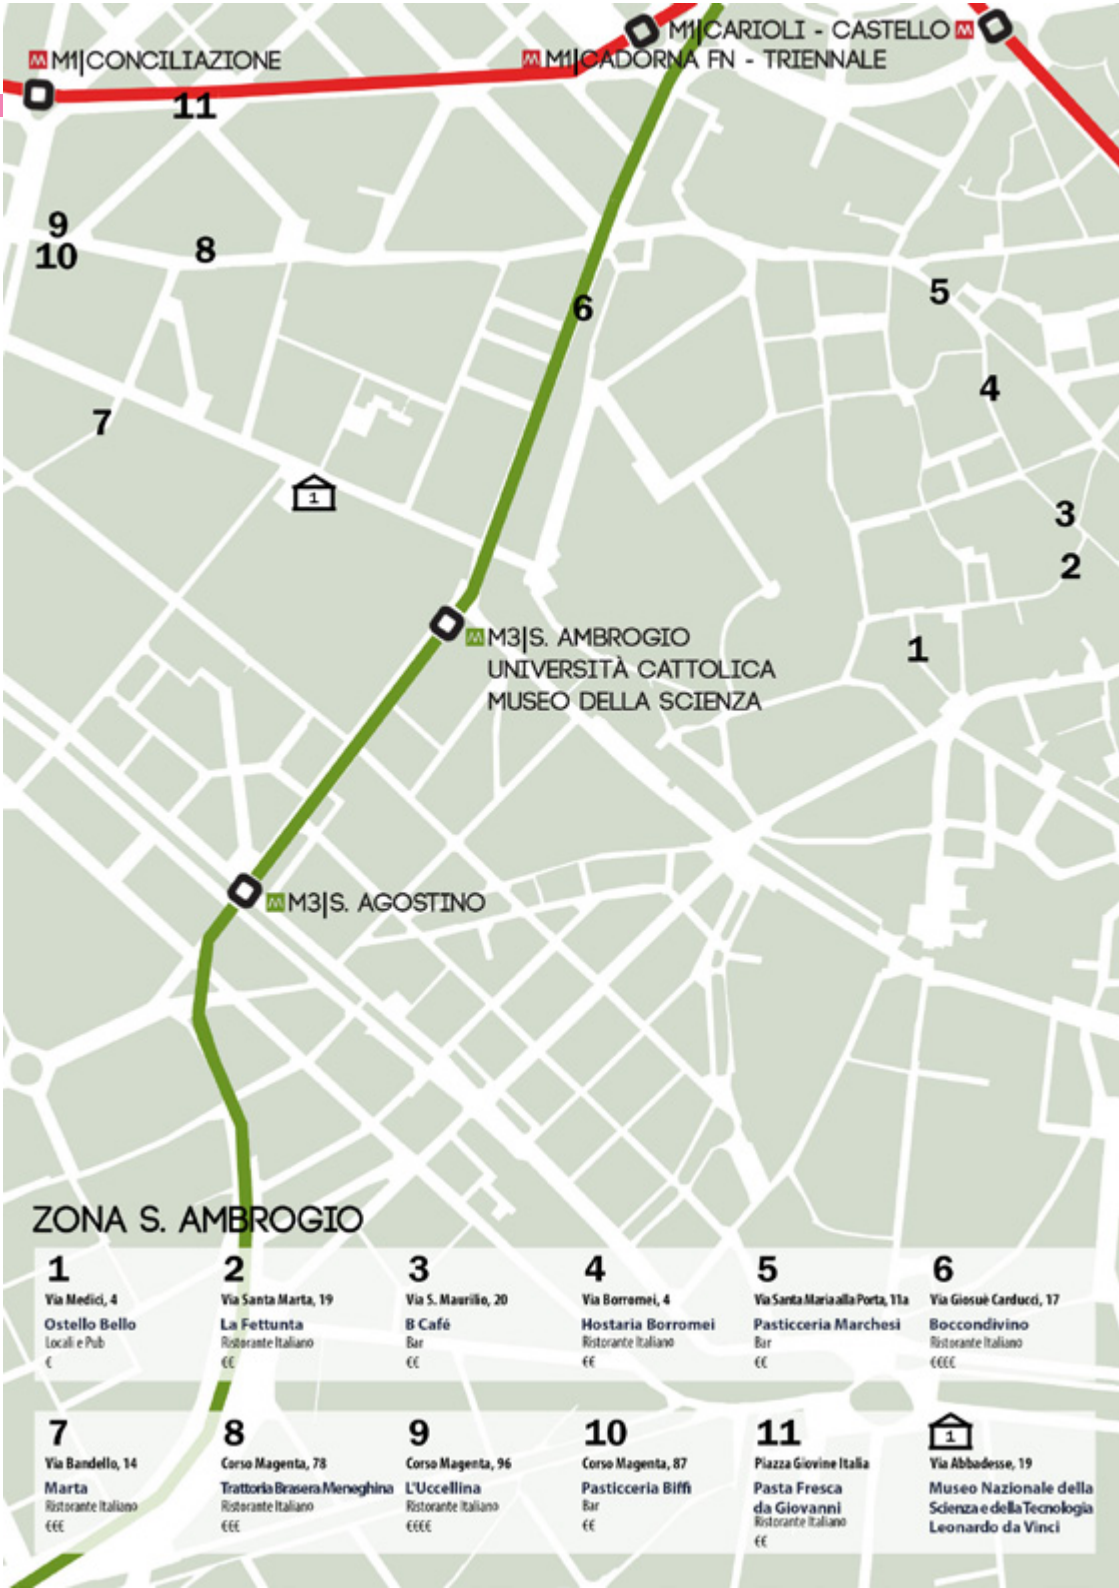 M1|CARIOLI - CASTELLO M
M M1|CONCILIAZIONE
M M1|CADORNA FN - TRIENNALE
11
9
10
8
5
6
4
7
1
3
2
1
M M3|S. AMBROGIO
UNIVERSITÀ CATTOLICA
MUSEO DELLA SCIENZA
M M3|S. AGOSTINO
ZONA S. AMBROGIO
1
Via Medici, 4
Ostello Bello
Locali e Pub
€
2
Via Santa Marta, 19
La Fettunta
Ristorante Italiano
€€
3
Via S. Maurilio, 20
B Café
Bar
€€
4
Via Borromei, 4
Hostaria Borromei
Ristorante Italiano
€€
5
Via Santa Maria alla Porta, 11a
Pasticceria Marchesi
Bar
€€
6
Via Giosuè Carducci, 17
Boccondivino
Ristorante Italiano
€€€€
7
Via Bandello, 14
Marta
Ristorante Italiano
€€€
8
Corso Magenta, 78
Trattoria Brasera Meneghina
Ristorante Italiano
€€€
9
Corso Magenta, 96
L'Uccellina
Ristorante Italiano
€€€€
10
Corso Magenta, 87
Pasticceria Biffi
Bar
€€
11
Piazza Giovine Italia
Pasta Fresca
da Giovanni
Ristorante Italiano
€€
1
Via Abbadesse, 19
Museo Nazionale della
Scienza e della Tecnologia
Leonardo da Vinci